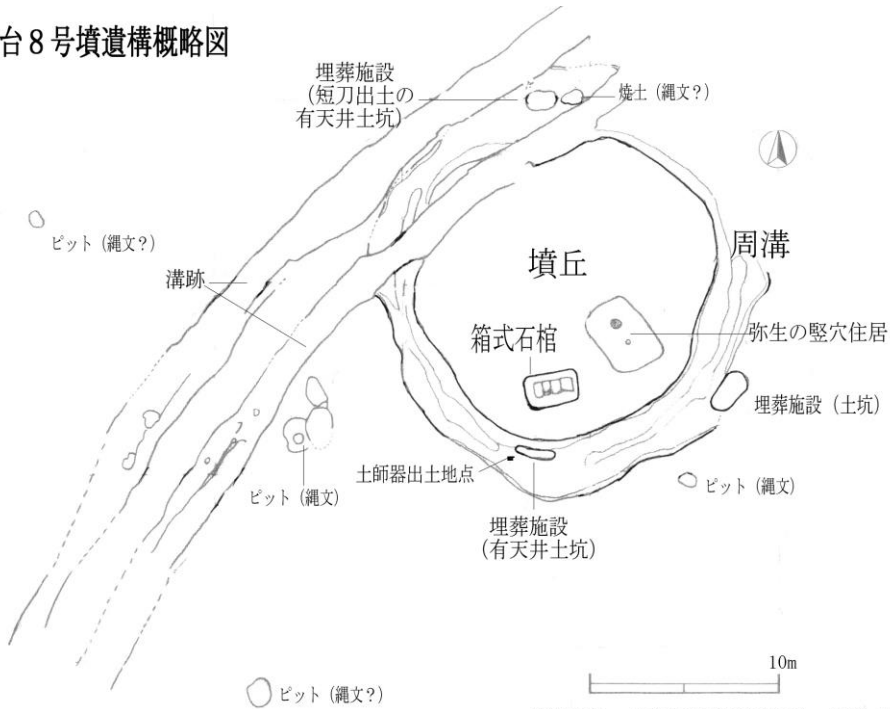 台8号墳遺構概略図
埋葬施設
(短刀出土の
有天井土坑)
焼土(縄文?)
ピット(縄文?)
溝跡
墳丘
周溝
箱式石棺
弥生の竪穴住居
埋葬施設(土坑)
土師器出土地点
ピット(縄文)
ピット(縄文)
埋葬施設
(有天井土坑)
10m
ピット(縄文?)